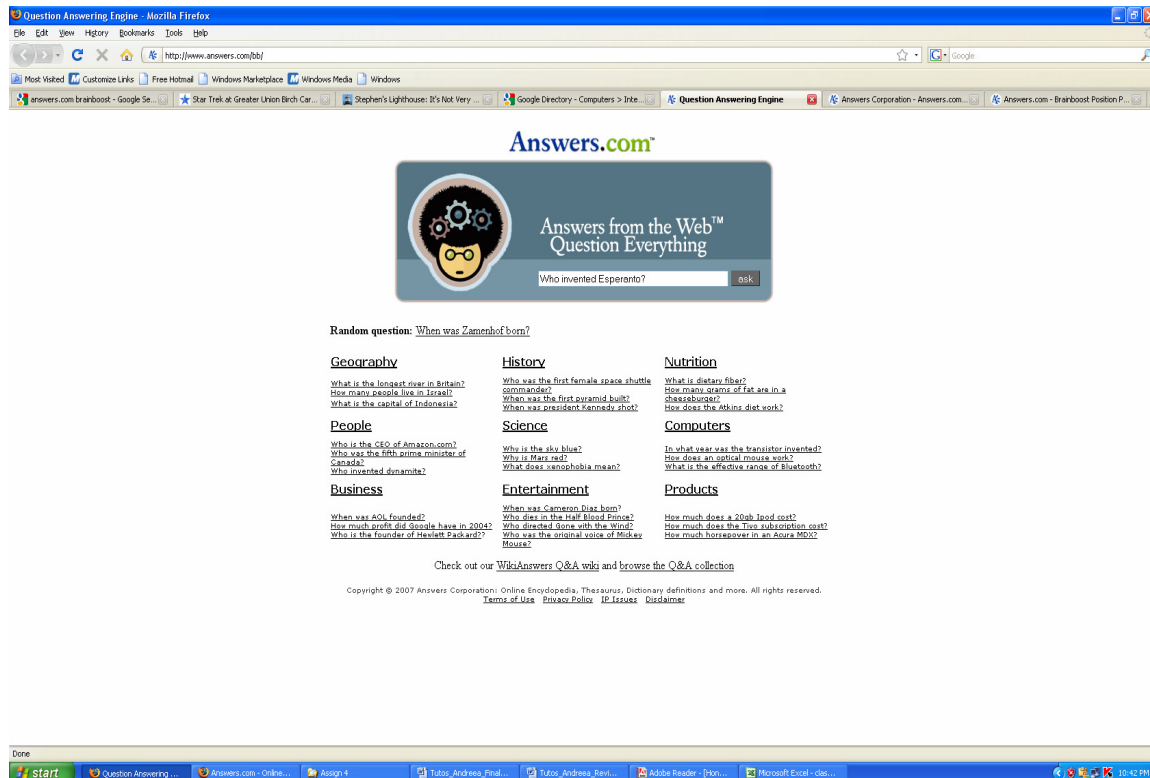 Question Answering Engine - Mozilla Firefox
File Edit View History Bookmarks Tools Help
http://www.answers.com/bb/
G Google
Most Visited Customize Links Free Hotmail Windows Marketplace Windows Media Windows
answers.com brainboost - Google Se... Star Trek at Greater Union Birch Car... Stephen's Lighthouse: It's Not Very ... Google Directory - Computers > Inte... Question Answering Engine Answers Corporation - Answers.com... Answers.com - Brainboost Position P...
Answers.com™
Answers from the Web™
Question Everything
Who invented Esperanto? ask
Random question: When was Zamenhof born?
Geography
What is the longest river in Britain?
How many people live in Israel?
What is the capital of Indonesia?
History
Who was the first female space shuttle
commander?
When was the first pyramid built?
When was president Kennedy shot?
Nutrition
What is dietary fiber?
How many grams of fat are in a
cheeseburger?
How does the Atkins diet work?
People
Who is the CEO of Amazon.com?
Who was the fifth prime minister of
Canada?
Who invented dynamite?
Science
Why is the sky blue?
Why is Mars red?
What does xenophobia mean?
Computers
In what year was the transistor invented?
How does an optical mouse work?
What is the effective range of Bluetooth?
Business
When was AOL founded?
How much profit did Google have in 2004?
Who is the founder of Hewlett Packard??
Entertainment
When was Cameron Diaz born?
Who dies in the Half Blood Prince?
Who directed Gone with the Wind?
Who was the original voice of Mickey
Mouse?
Products
How much does a 20gb Ipod cost?
How much does the Tivo subscription cost?
How much horsepower in an Acura MDX?
Check out our WikiAnswers Q&A wiki and browse the Q&A collection
Copyright © 2007 Answers Corporation: Online Encyclopedia, Thesaurus, Dictionary definitions and more. All rights reserved.
Terms of Use Privacy Policy IP Issues Disclaimer
Done
start Question Answering ... Answers.com - Online... Assign 4 Tutos_Andreea_Final... Tutos_Andreea_Revi... Adobe Reader - [Hon... Microsoft Excel - clas... 10:42 PM